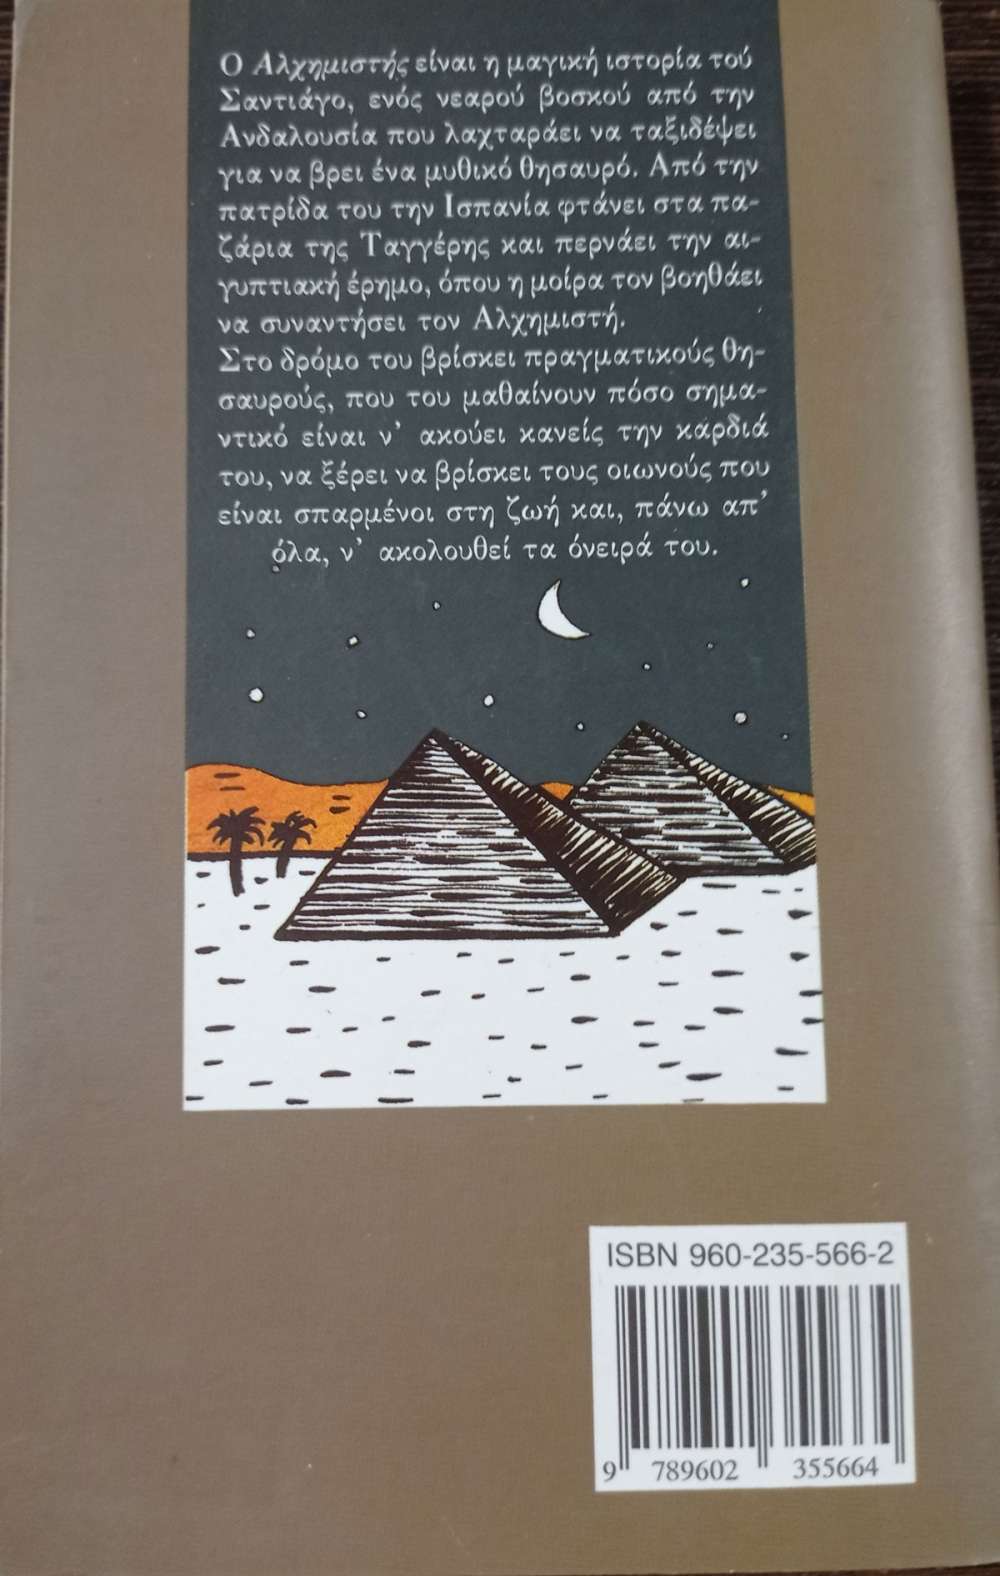 Ο Αλχημιστής είναι η μαγική ιστορία τού
Σαντιάγο, ενός νεαρού βοσκού από την
Ανδαλουσία που λαχταράει να ταξιδέψει
για να βρει ένα μυθικό θησαυρό. Από την
πατρίδα του την Ισπανία φτάνει στα πα-
ζάρια της Ταγγέρης και περνάει την αι-
γυπτιακή έρημο, όπου η μοίρα τον βοηθάει
να συναντήσει τον Αλχημιστή.
Στο δρόμο του βρίσκει πραγματικούς θη-
σαυρούς, που του μαθαίνουν πόσο σημα-
ντικό είναι ν' ακούει κανείς την καρδιά
του, να ξέρει να βρίσκει τους οιωνούς που
είναι σπαρμένοι στη ζωή και, πάνω απ'
όλα, ν' ακολουθεί τα όνειρά του.
ISBN 960-235-566-2
9 789602 355664